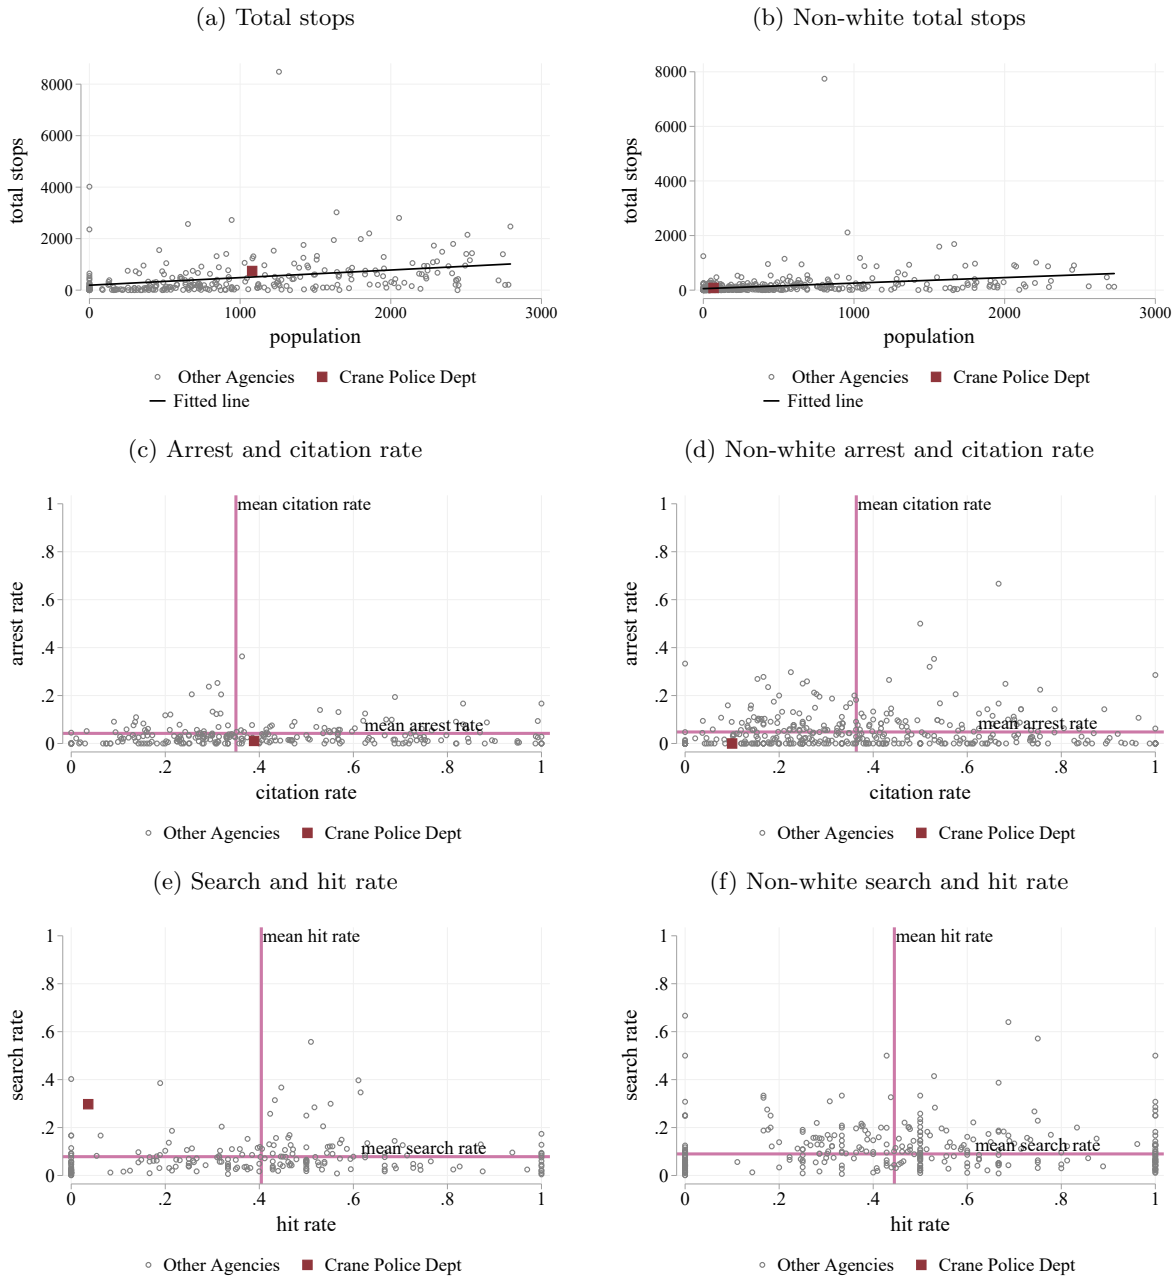 (a) Total stops
(b) Non-white total stops
8000
6000
4000
2000
0
total stops
0 1000 2000 3000
population
Other Agencies Crane Police Dept
Fitted line
8000
6000
4000
2000
0
total stops
0 1000 2000 3000
population
Other Agencies Crane Police Dept
Fitted line
(c) Arrest and citation rate
(d) Non-white arrest and citation rate
1
.8
.6
.4
.2
0
arrest rate
mean citation rate
mean arrest rate
0 .2 .4 .6 .8 1
citation rate
Other Agencies Crane Police Dept
1
.8
.6
.4
.2
0
arrest rate
mean citation rate
mean arrest rate
0 .2 .4 .6 .8 1
citation rate
Other Agencies Crane Police Dept
(e) Search and hit rate
(f) Non-white search and hit rate
1
.8
.6
.4
.2
0
search rate
mean hit rate
mean search rate
0 .2 .4 .6 .8 1
hit rate
Other Agencies Crane Police Dept
1
.8
.6
.4
.2
0
search rate
mean hit rate
mean search rate
0 .2 .4 .6 .8 1
hit rate
Other Agencies Crane Police Dept